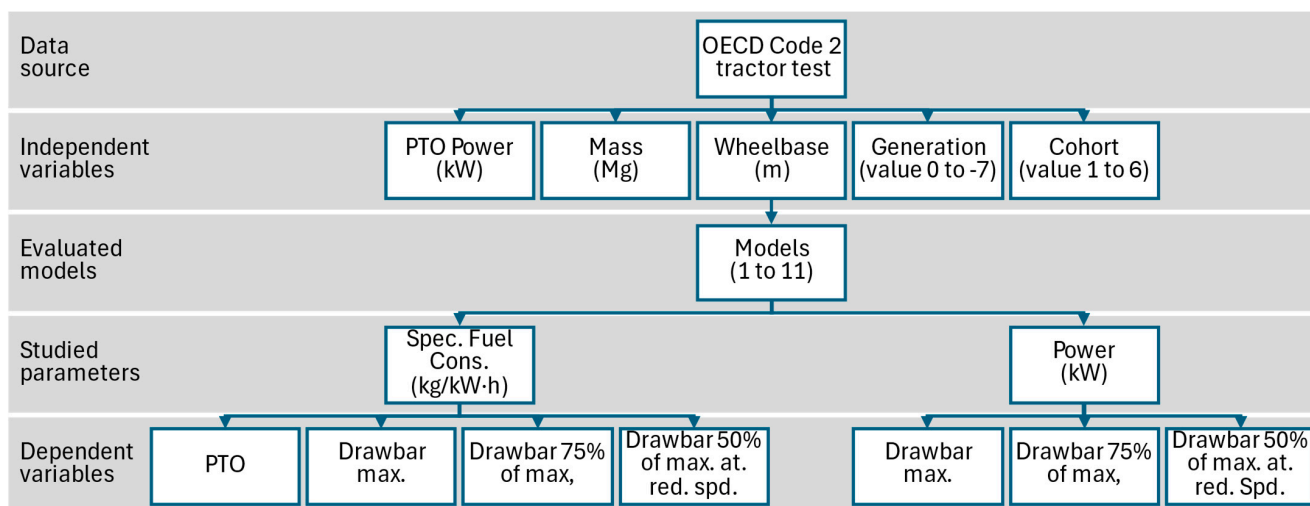 Data
source
OECD Code 2
tractor test
Independent
variables
PTO Power
(kW)
Mass
(Mg)
Wheelbase
(m)
Generation
(value 0 to -7)
Cohort
(value 1 to 6)
Evaluated
models
Models
(1 to 11)
Studied
parameters
Spec. Fuel
Cons.
(kg/kW·h)
Power
(kW)
Dependent
variables
PTO
Drawbar
max.
Drawbar 75%
of max,
Drawbar 50%
of max. at.
red. spd.
Drawbar
max.
Drawbar 75%
of max,
Drawbar 50%
of max. at.
red. Spd.